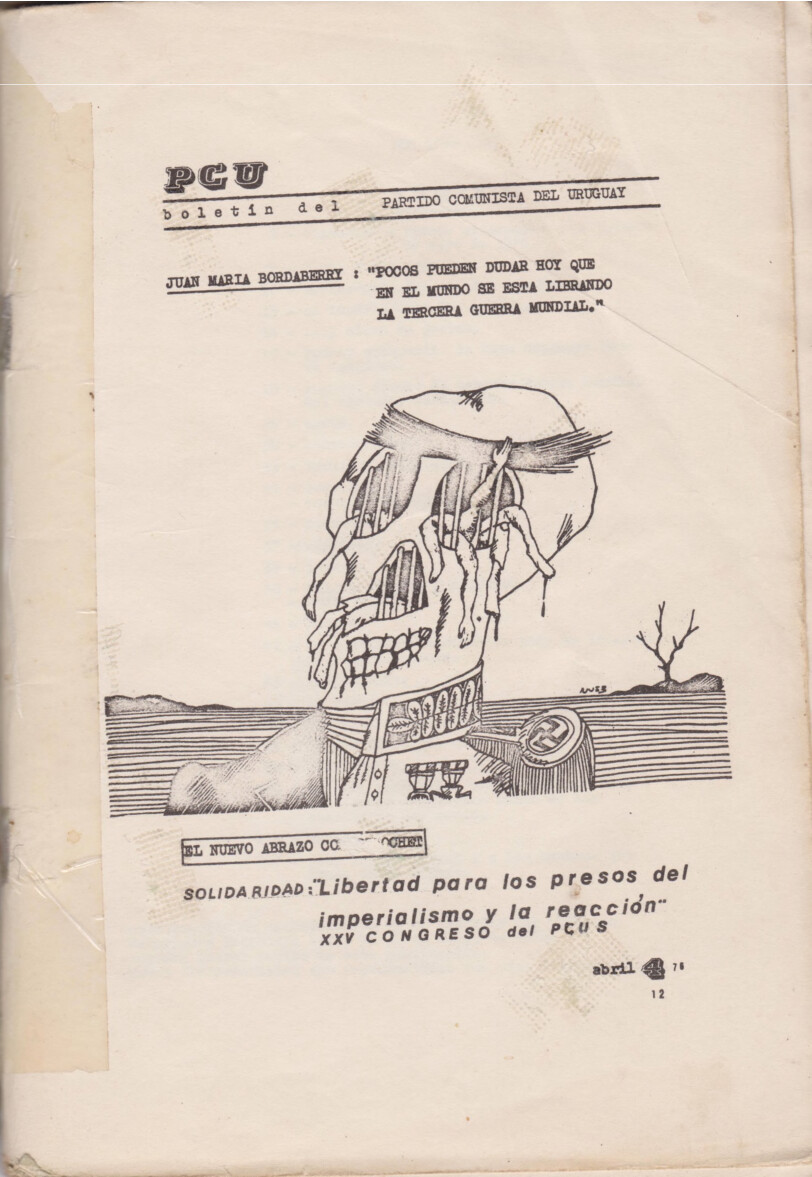 PCU
boletín del PARTIDO COMUNISTA DEL URUGUAY
JUAN MARIA BORDABERRY : "POCOS PUEDEN DUDAR HOY QUE
EN EL MUNDO SE ESTA LIBRANDO
LA TERCERA GUERRA MUNDIAL."
EL NUEVO ABRAZO
SOLIDARIDAD:"Libertad para los presos del
imperialismo y la reacción"
XXV CONGRESO del PCUS
abril 4 76
12